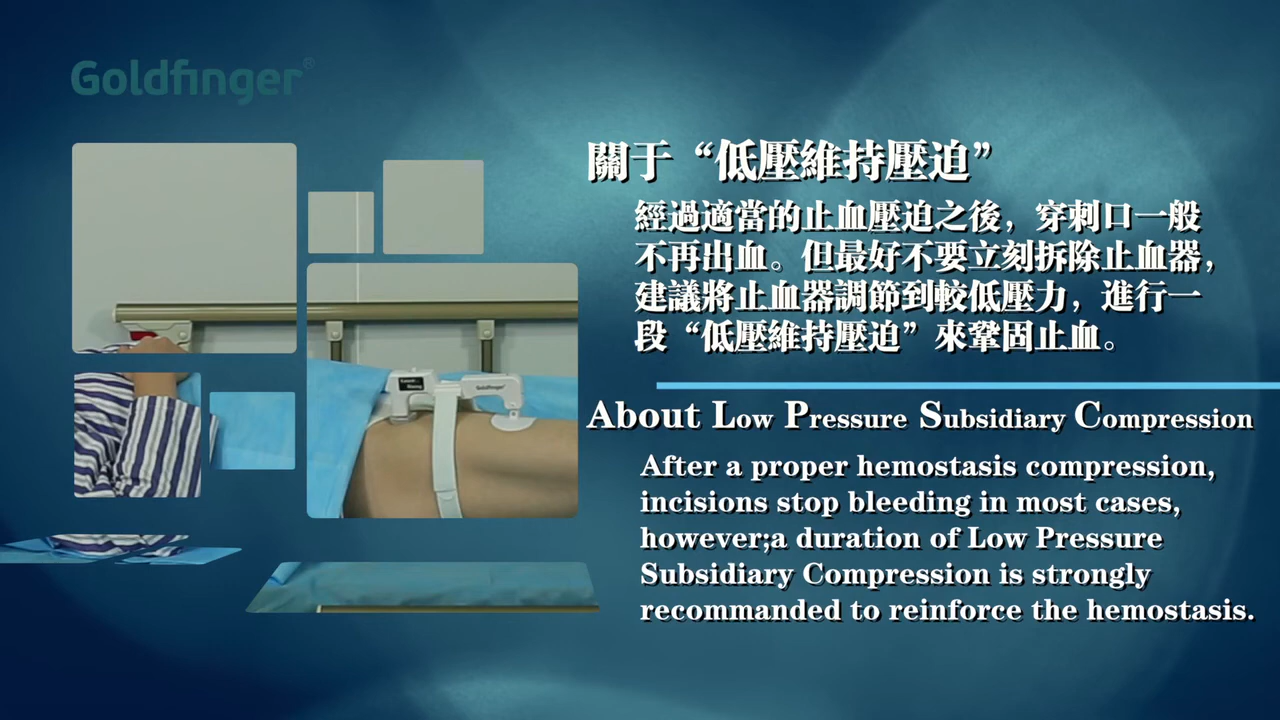 Goldfinger®
關于“低壓維持壓迫”
經過適當的止血壓迫之後，穿刺口一般
不再出血。但最好不要立刻拆除止血器，
建議將止血器調節到較低壓力，進行一
段“低壓維持壓迫”來鞏固止血。
About Low Pressure Subsidiary Compression
After a proper hemostasis compression,
incisions stop bleeding in most cases,
however;a duration of Low Pressure
Subsidiary Compression is strongly
recommanded to reinforce the hemostasis.
Goldfinger